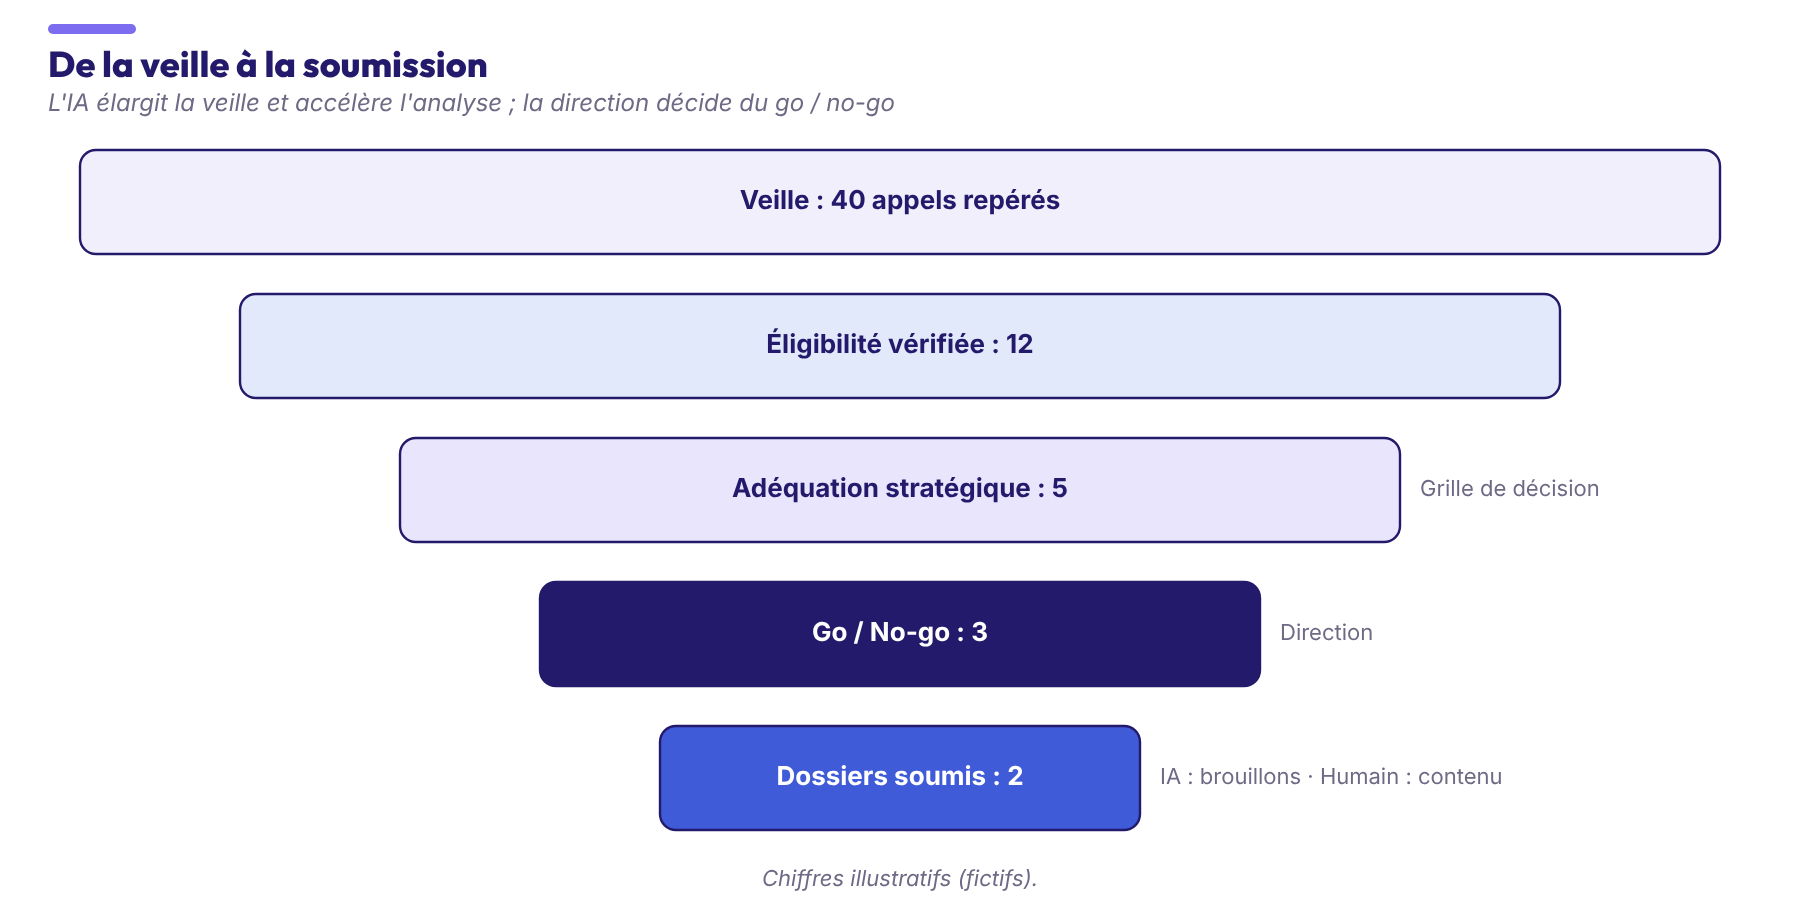 De la veille à la soumission
L'IA élargit la veille et accélère l'analyse ; la direction décide du go / no-go
Veille : 40 appels repérés
Éligibilité vérifiée : 12
Adéquation stratégique : 5
Grille de décision
Go / No-go : 3
Direction
Dossiers soumis : 2
IA : brouillons · Humain : contenu
Chiffres illustratifs (fictifs).